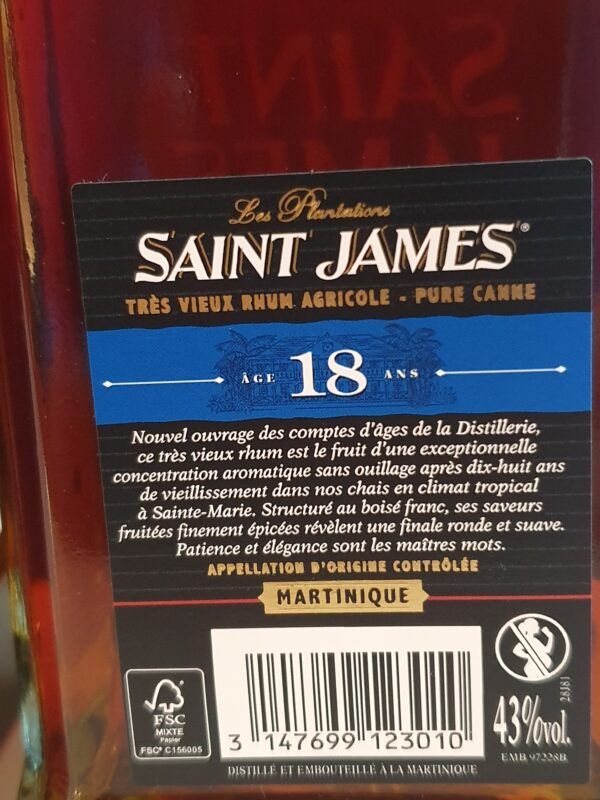 SAINT
JAMES
Les Plantations
SAINT JAMES®
TRÈS VIEUX RHUM AGRICOLE - PURE CANNE
ÂGE 18 ANS
Nouvel ouvrage des comptes d'âges de la Distillerie,
ce très vieux rhum est le fruit d'une exceptionnelle
concentration aromatique sans ouillage après dix-huit ans
de vieillissement dans nos chais en climat tropical
à Sainte-Marie. Structuré au boisé franc, ses saveurs
fruitées finement épicées révèlent une finale ronde et suave.
Patience et élégance sont les maîtres mots.
APPELLATION D'ORIGINE CONTRÔLÉE
MARTINIQUE
FSC
MIXTE
Papier
FSC® C156005
3 147699 123010
28181
43%vol.
EMB 97228B
DISTILLÉ ET EMBOUTEILLÉ À LA MARTINIQUE